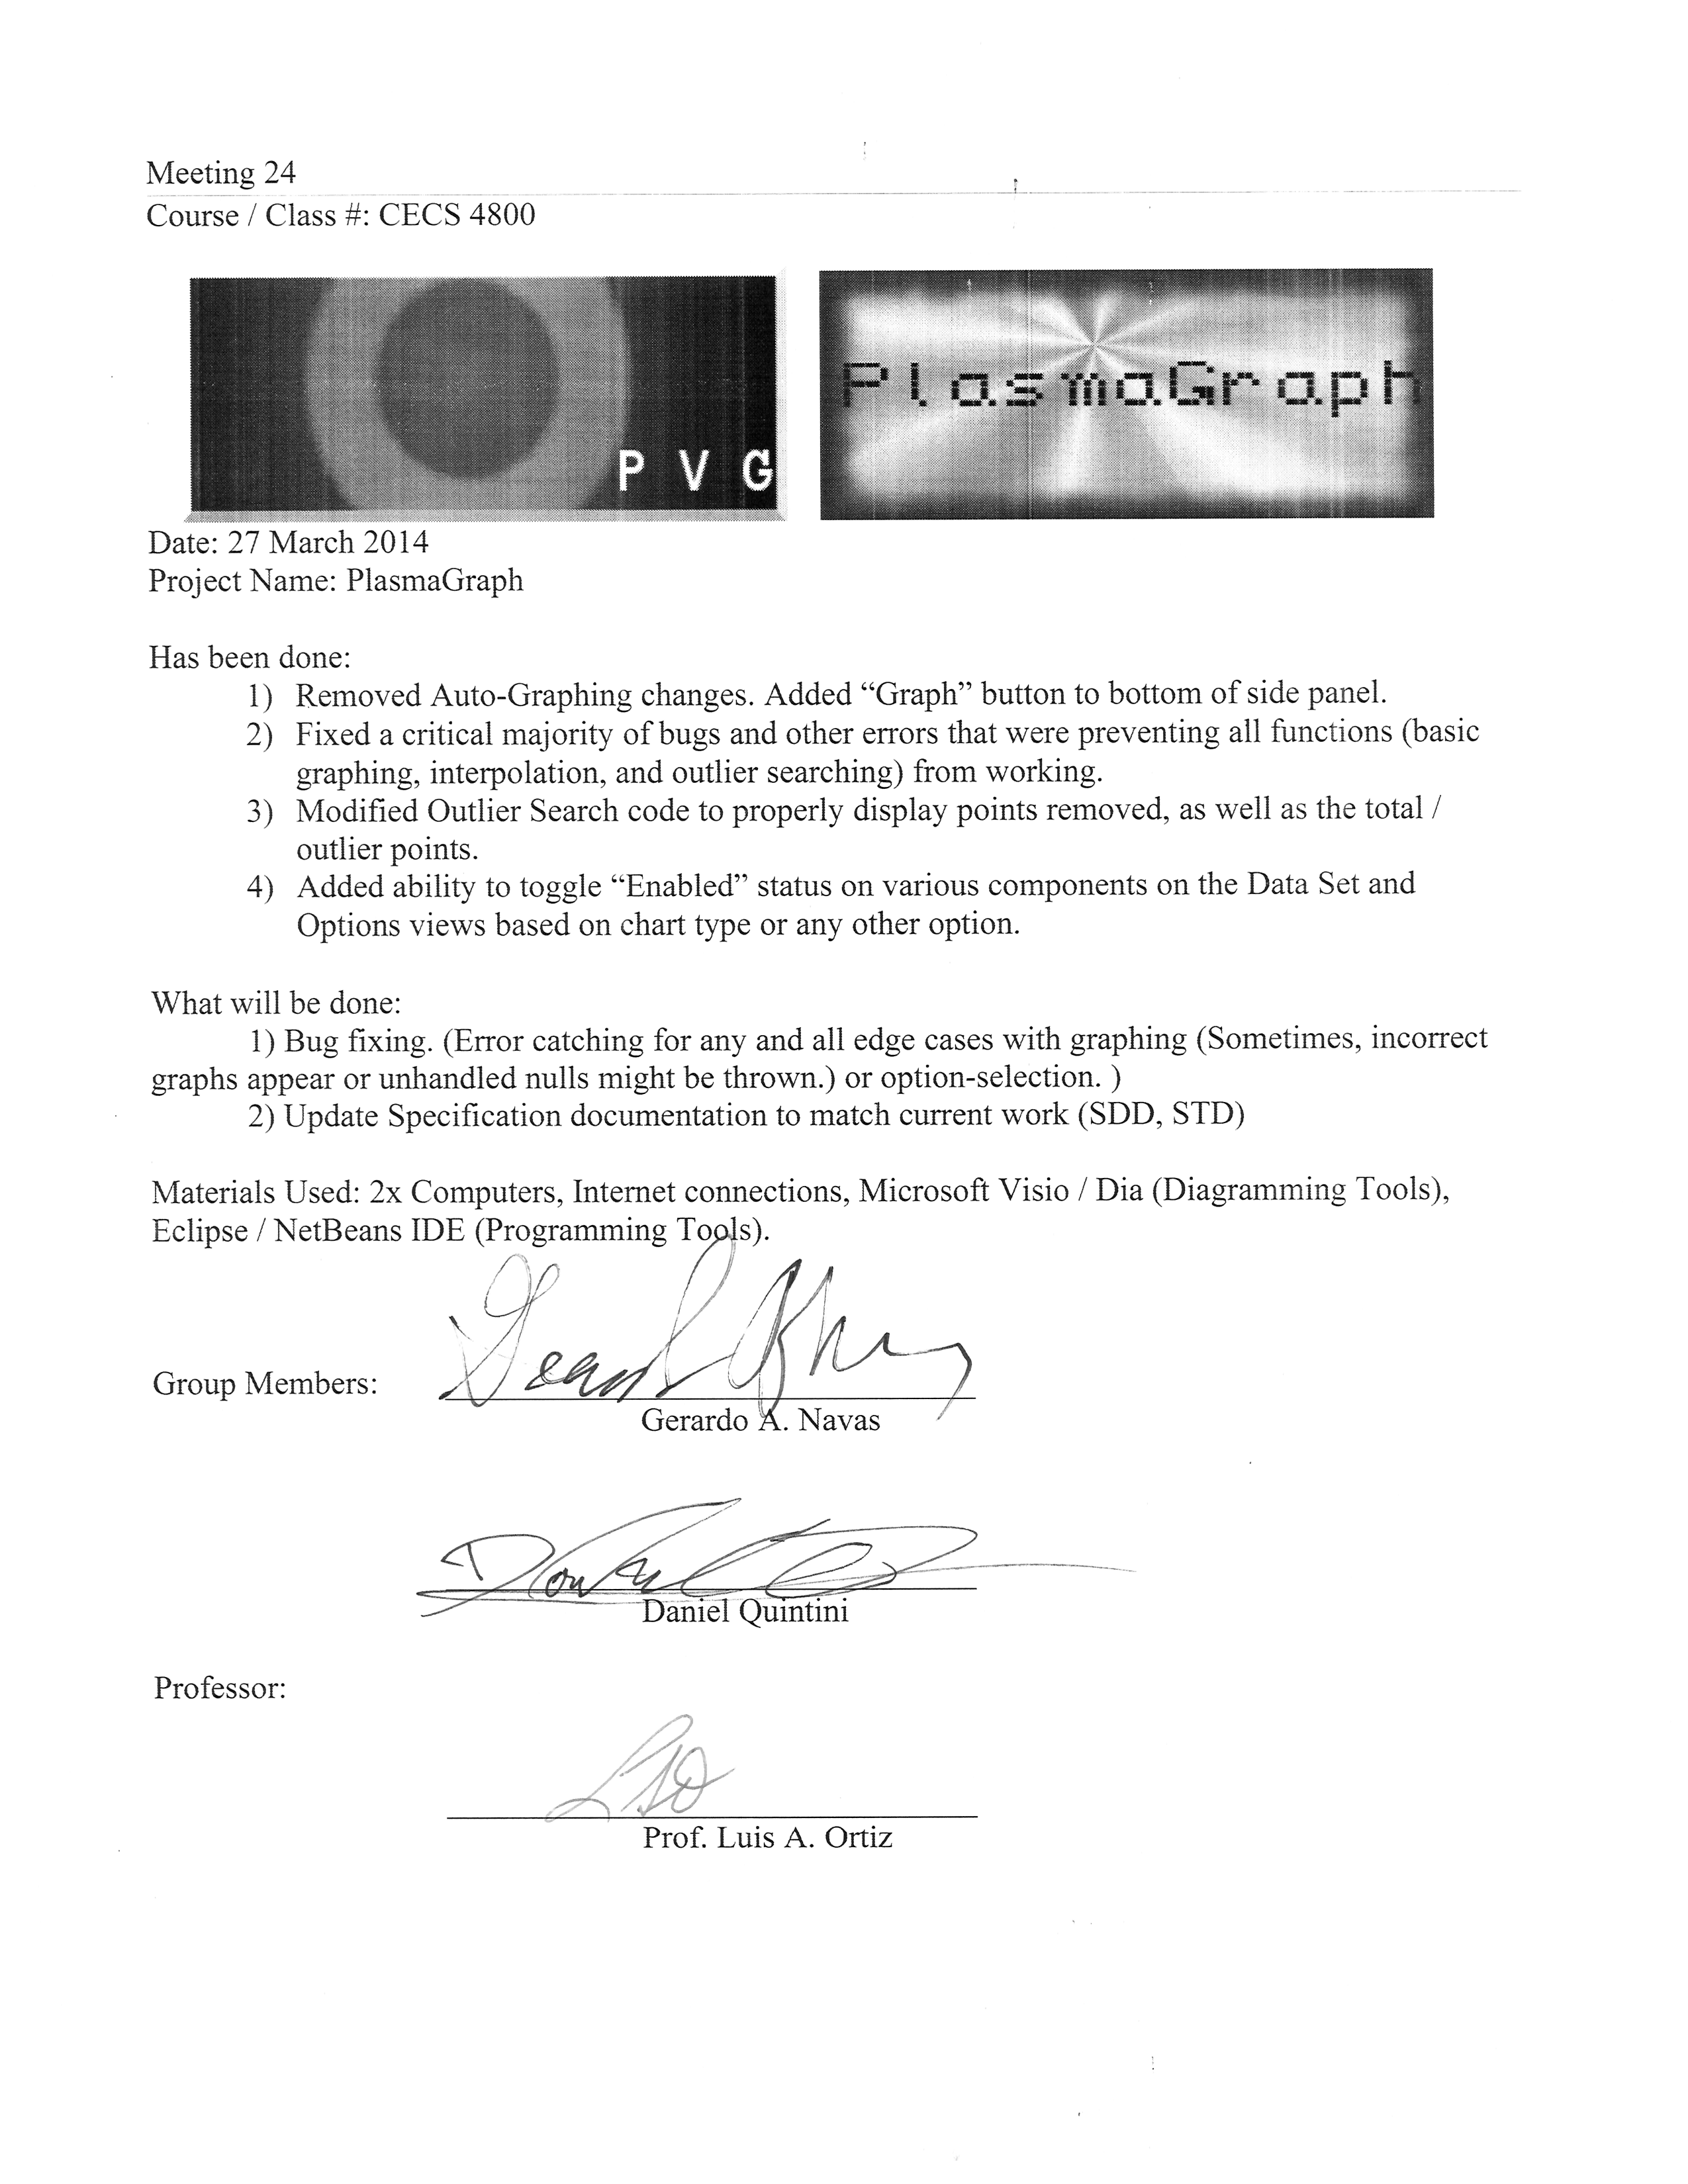 Meeting 24
Course / Class #: CECS 4800
P V G
PlasmaGraph
Date: 27 March 2014
Project Name: PlasmaGraph
Has been done:
1) Removed Auto-Graphing changes. Added “Graph” button to bottom of side panel.
2) Fixed a critical majority of bugs and other errors that were preventing all functions (basic
graphing, interpolation, and outlier searching) from working.
3) Modified Outlier Search code to properly display points removed, as well as the total /
outlier points.
4) Added ability to toggle “Enabled” status on various components on the Data Set and
Options views based on chart type or any other option.
What will be done:
1) Bug fixing. (Error catching for any and all edge cases with graphing (Sometimes, incorrect
graphs appear or unhandled nulls might be thrown.) or option-selection. )
2) Update Specification documentation to match current work (SDD, STD)
Materials Used: 2x Computers, Internet connections, Microsoft Visio / Dia (Diagramming Tools),
Eclipse / NetBeans IDE (Programming Tools).
Group Members:
Gerardo A. Navas
Daniel Quintini
Professor:
Prof. Luis A. Ortiz